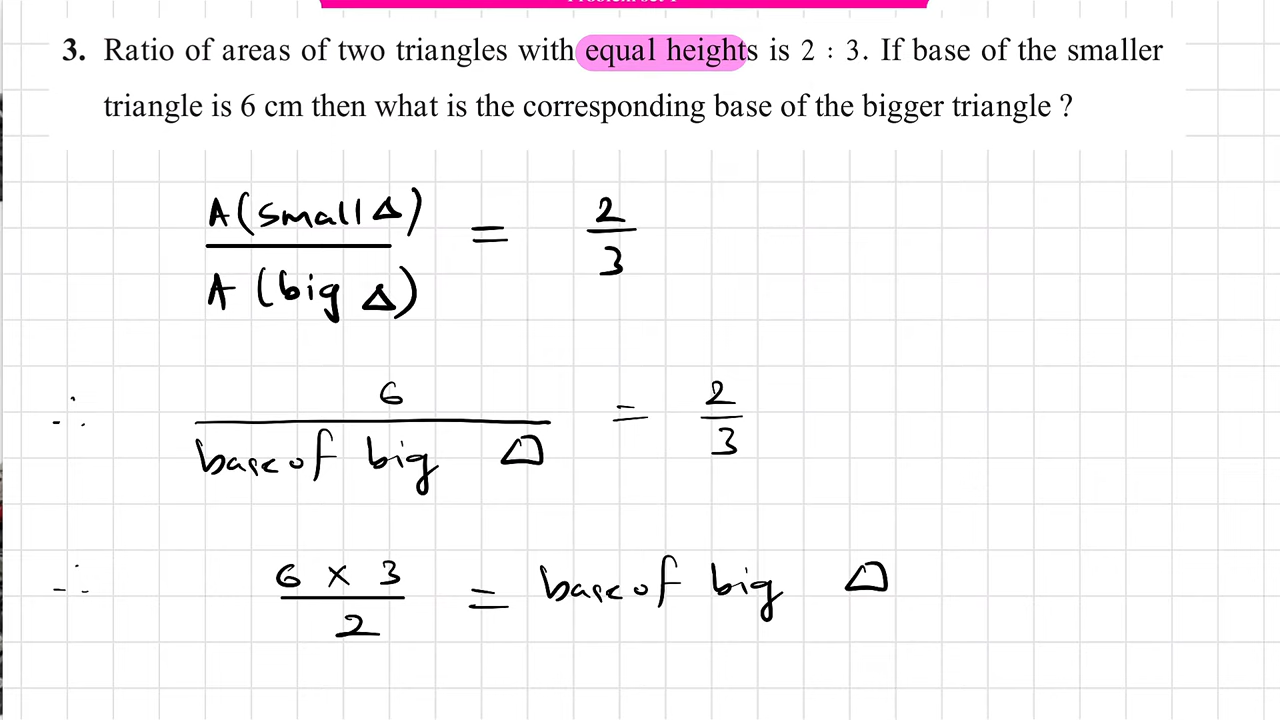 3. Ratio of areas of two triangles with equal heights is 2 : 3. If base of the smaller
triangle is 6 cm then what is the corresponding base of the bigger triangle ?
A(small Δ) / A(big Δ) = 2/3
∴ 6 / base of big Δ = 2/3
∴ 6 × 3 / 2 = base of big Δ